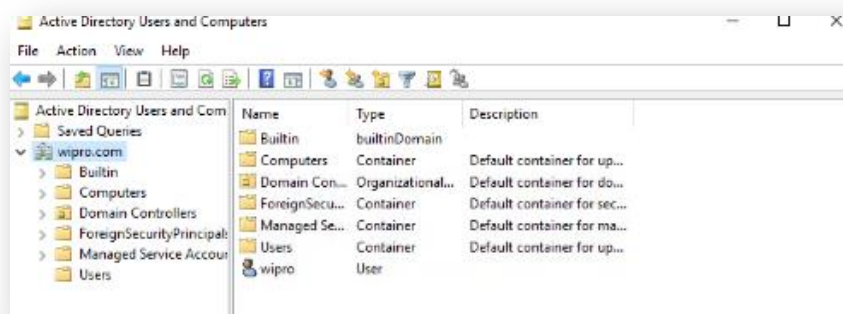 Active Directory Users and Computers
File Action View Help
Active Directory Users and Com
Saved Queries
wipro.com
Builtin
Computers
Domain Controllers
ForeignSecurityPrincipals
Managed Service Accour
Users
Name Type Description
Builtin builtinDomain
Computers Container Default container for up...
Domain Con... Organizational... Default container for do...
ForeignSecu... Container Default container for sec...
Managed Se... Container Default container for ma...
Users Container Default container for up...
wipro User